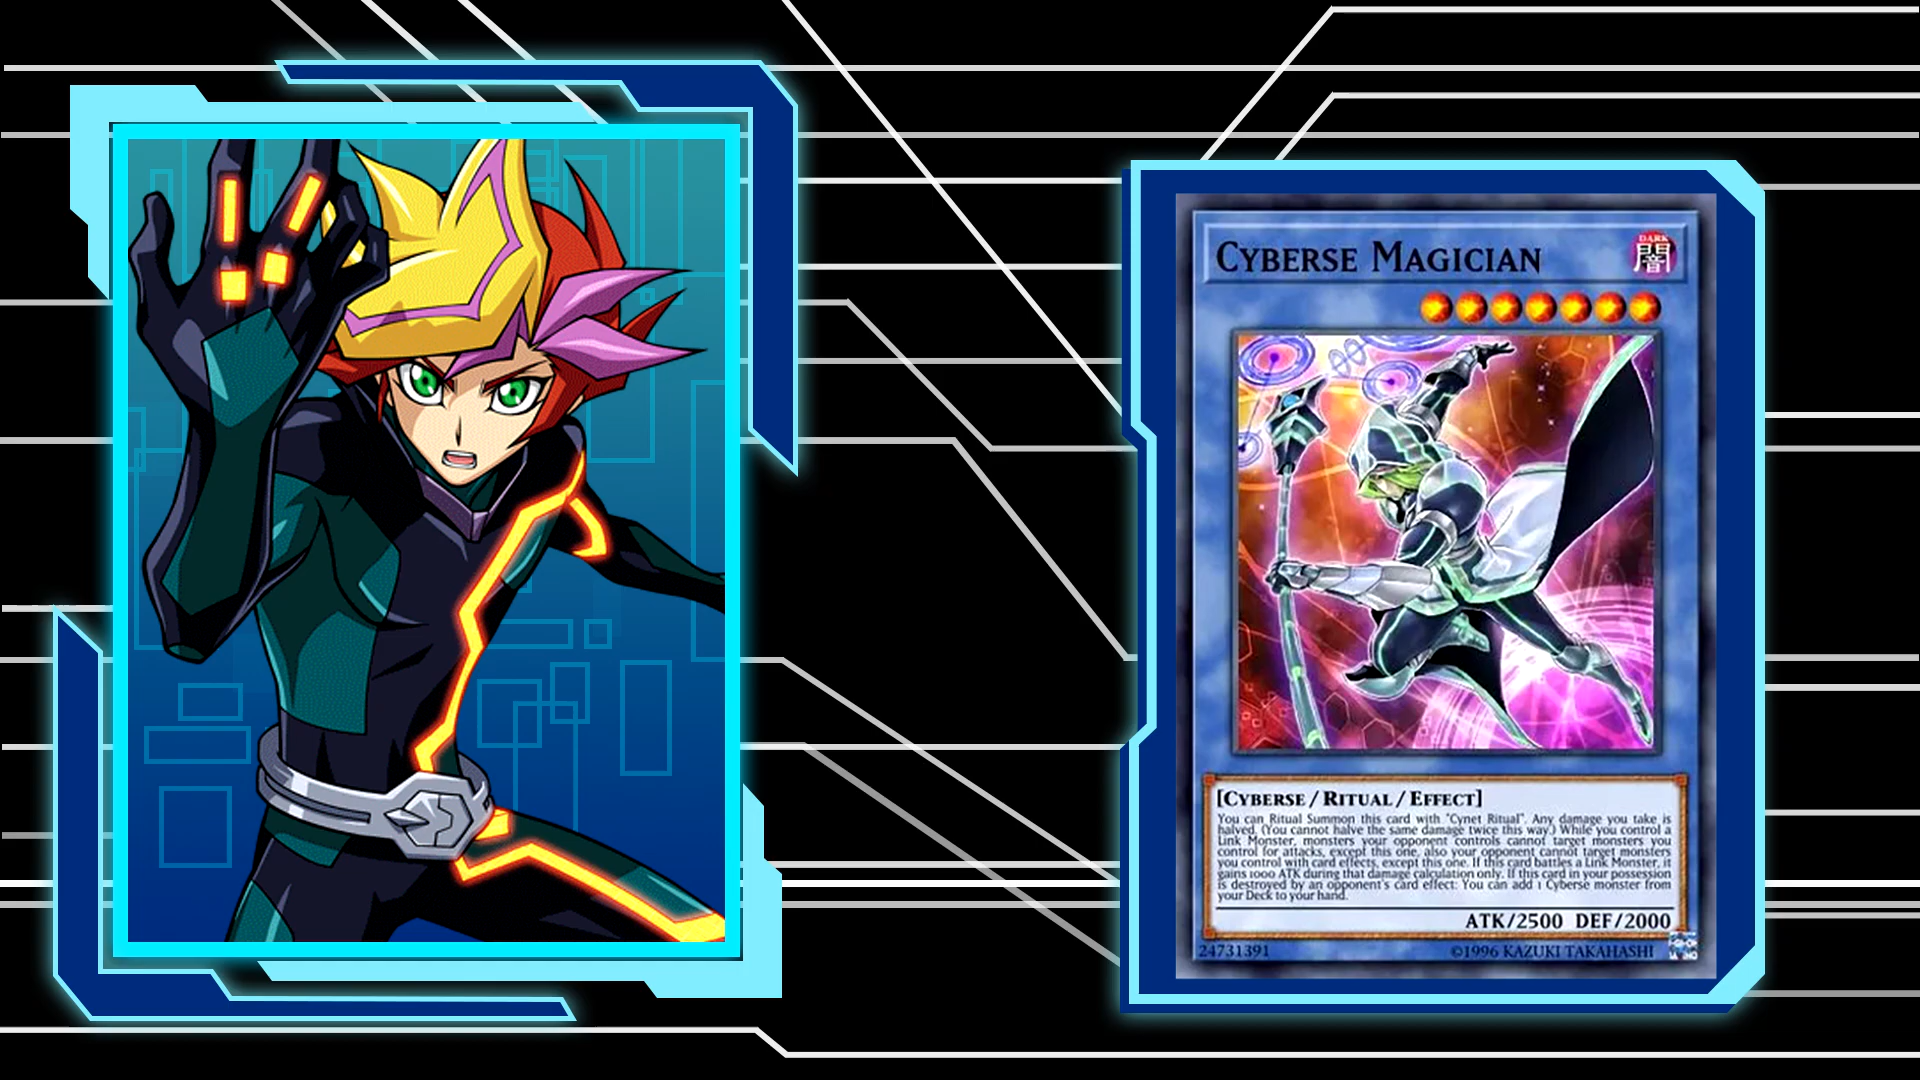 CYBERSE MAGICIAN
DARK
闇
[CYBERSE / RITUAL / EFFECT]
You can Ritual Summon this card with "Cynet Ritual". Any damage you take is
halved. (You cannot halve the same damage twice this way.) While you control a
Link Monster, monsters your opponent controls cannot target monsters you
control for attacks, except this one, also your opponent cannot target monsters
you control with card effects, except this one. If this card battles a Link Monster, it
gains 1000 ATK during that damage calculation only. If this card in your possession
is destroyed by an opponent's card effect: You can add 1 Cyberse monster from
your Deck to your hand.
ATK/2500 DEF/2000
24731391 ©1996 KAZUKI TAKAHASHI